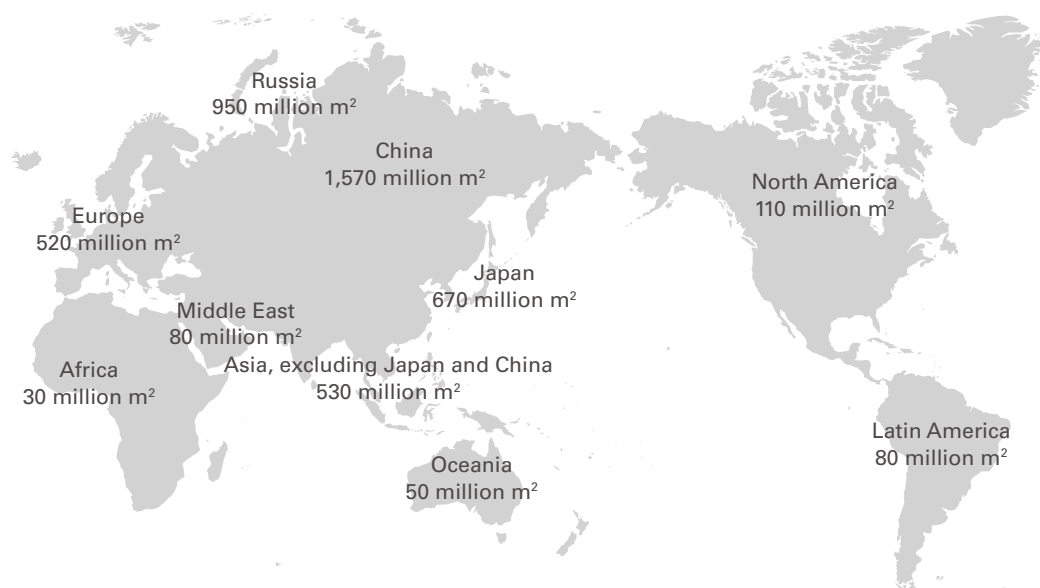 Russia
950 million m²
China
1,570 million m²
North America
110 million m²
Europe
520 million m²
Japan
670 million m²
Middle East
80 million m²
Asia, excluding Japan and China
530 million m²
Africa
30 million m²
Latin America
80 million m²
Oceania
50 million m²